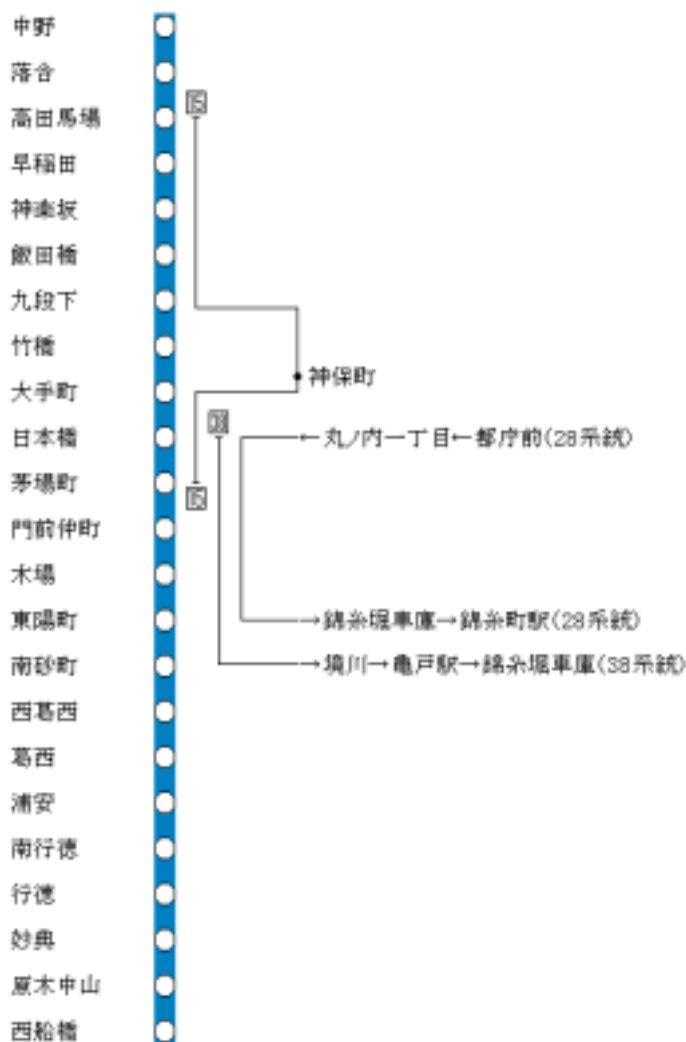 中野
落合
高田馬場
15
早稲田
神楽坂
飯田橋
九段下
竹橋
神保町
大手町
38
日本橋
←丸ノ内一丁目←都庁前(28系統)
茅場町
15
門前仲町
木場
東陽町
→錦糸堀車庫→錦糸町駅(28系統)
南砂町
→境川→亀戸駅→錦糸堀車庫(38系統)
西葛西
葛西
浦安
南行徳
行徳
妙典
原木中山
西船橋